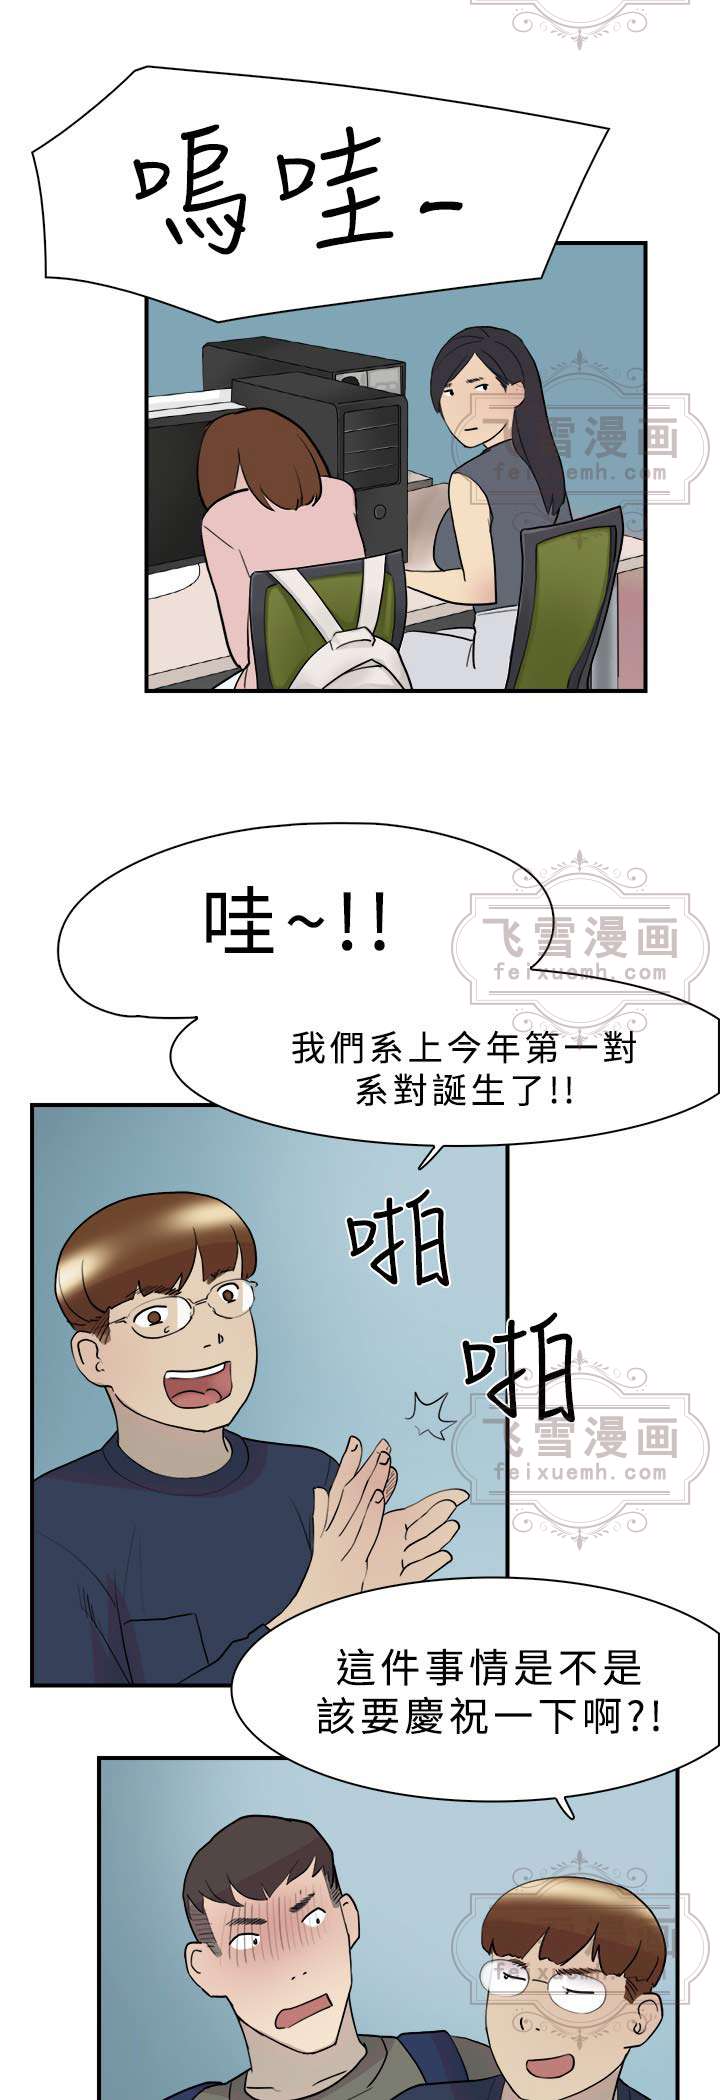 嗚哇-
飞雪漫画
feixuemh.com
哇~!!
飞雪漫画
feixuemh.com
我們系上今年第一對
系對誕生了!!
啪
啪
飞雪漫画
feixuemh.com
這件事情是不是
該要慶祝一下啊?!
飞雪漫画
feixuemh.com